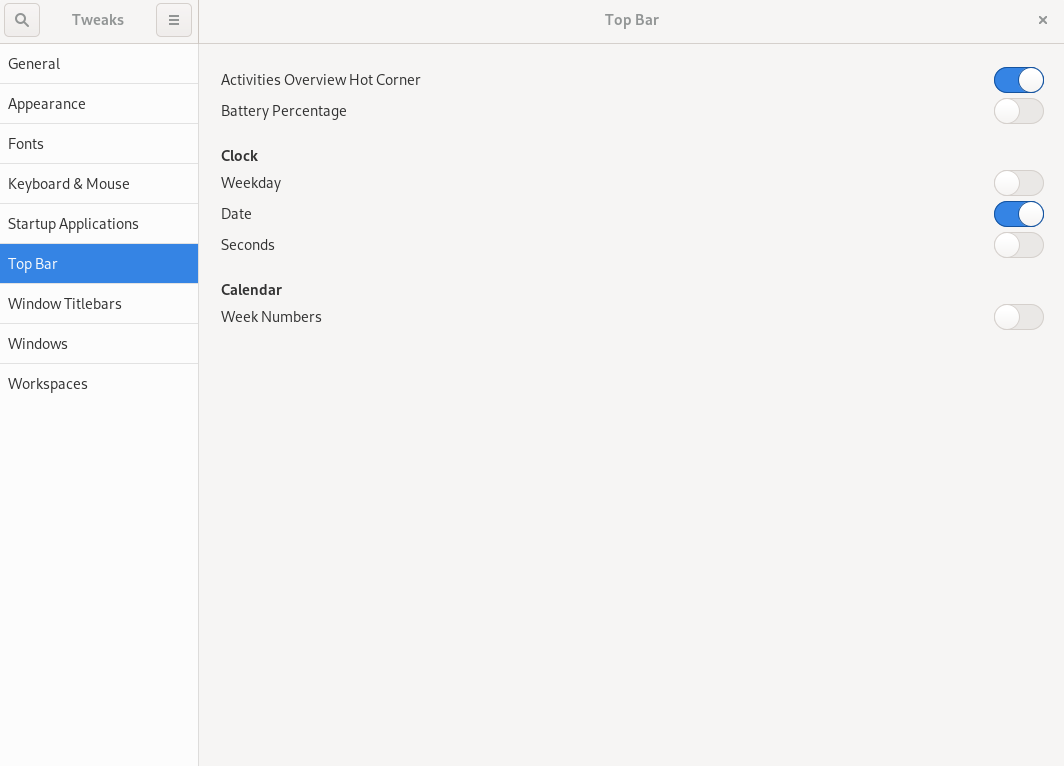 Tweaks
Top Bar
General
Appearance
Fonts
Keyboard & Mouse
Startup Applications
Top Bar
Window Titlebars
Windows
Workspaces
Activities Overview Hot Corner
Battery Percentage
Clock
Weekday
Date
Seconds
Calendar
Week Numbers